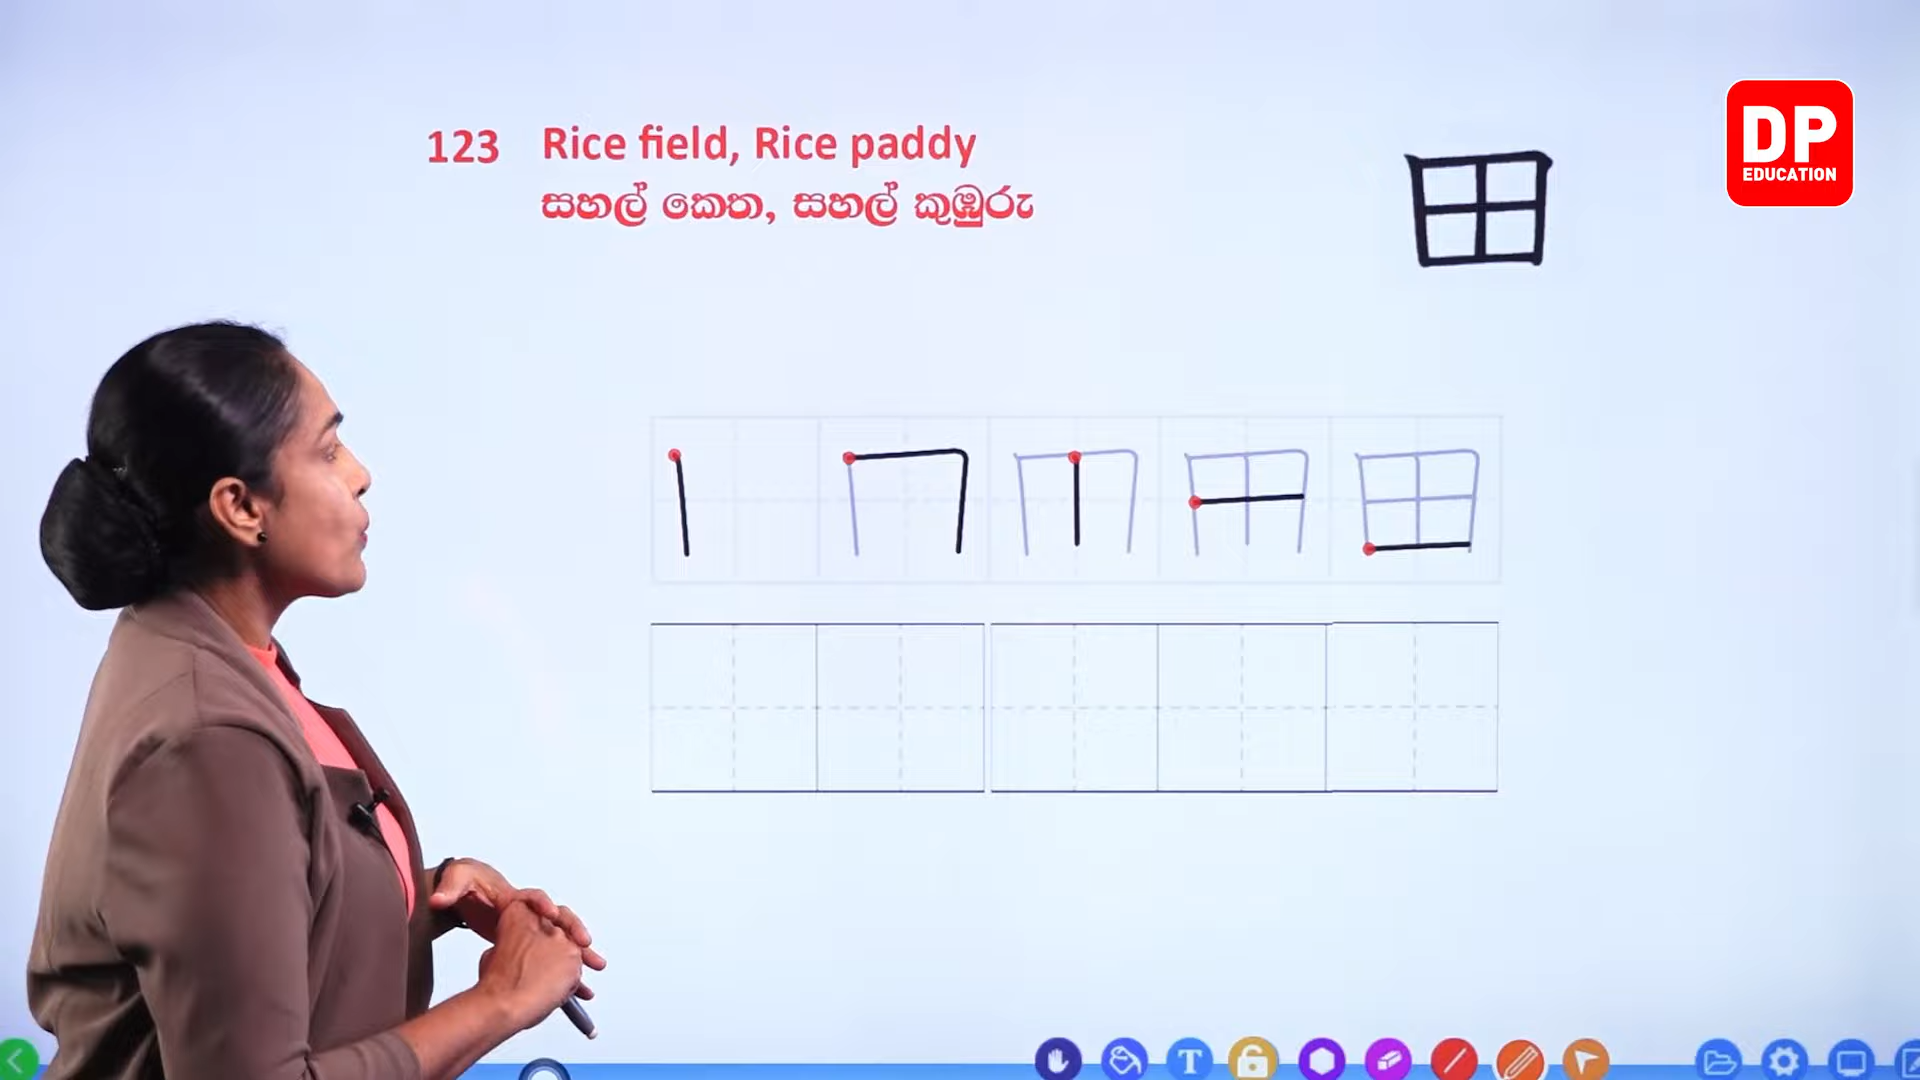 123 Rice field, Rice paddy
සහල් කෙත, සහල් කුඹුරු
田
DP
EDUCATION
T